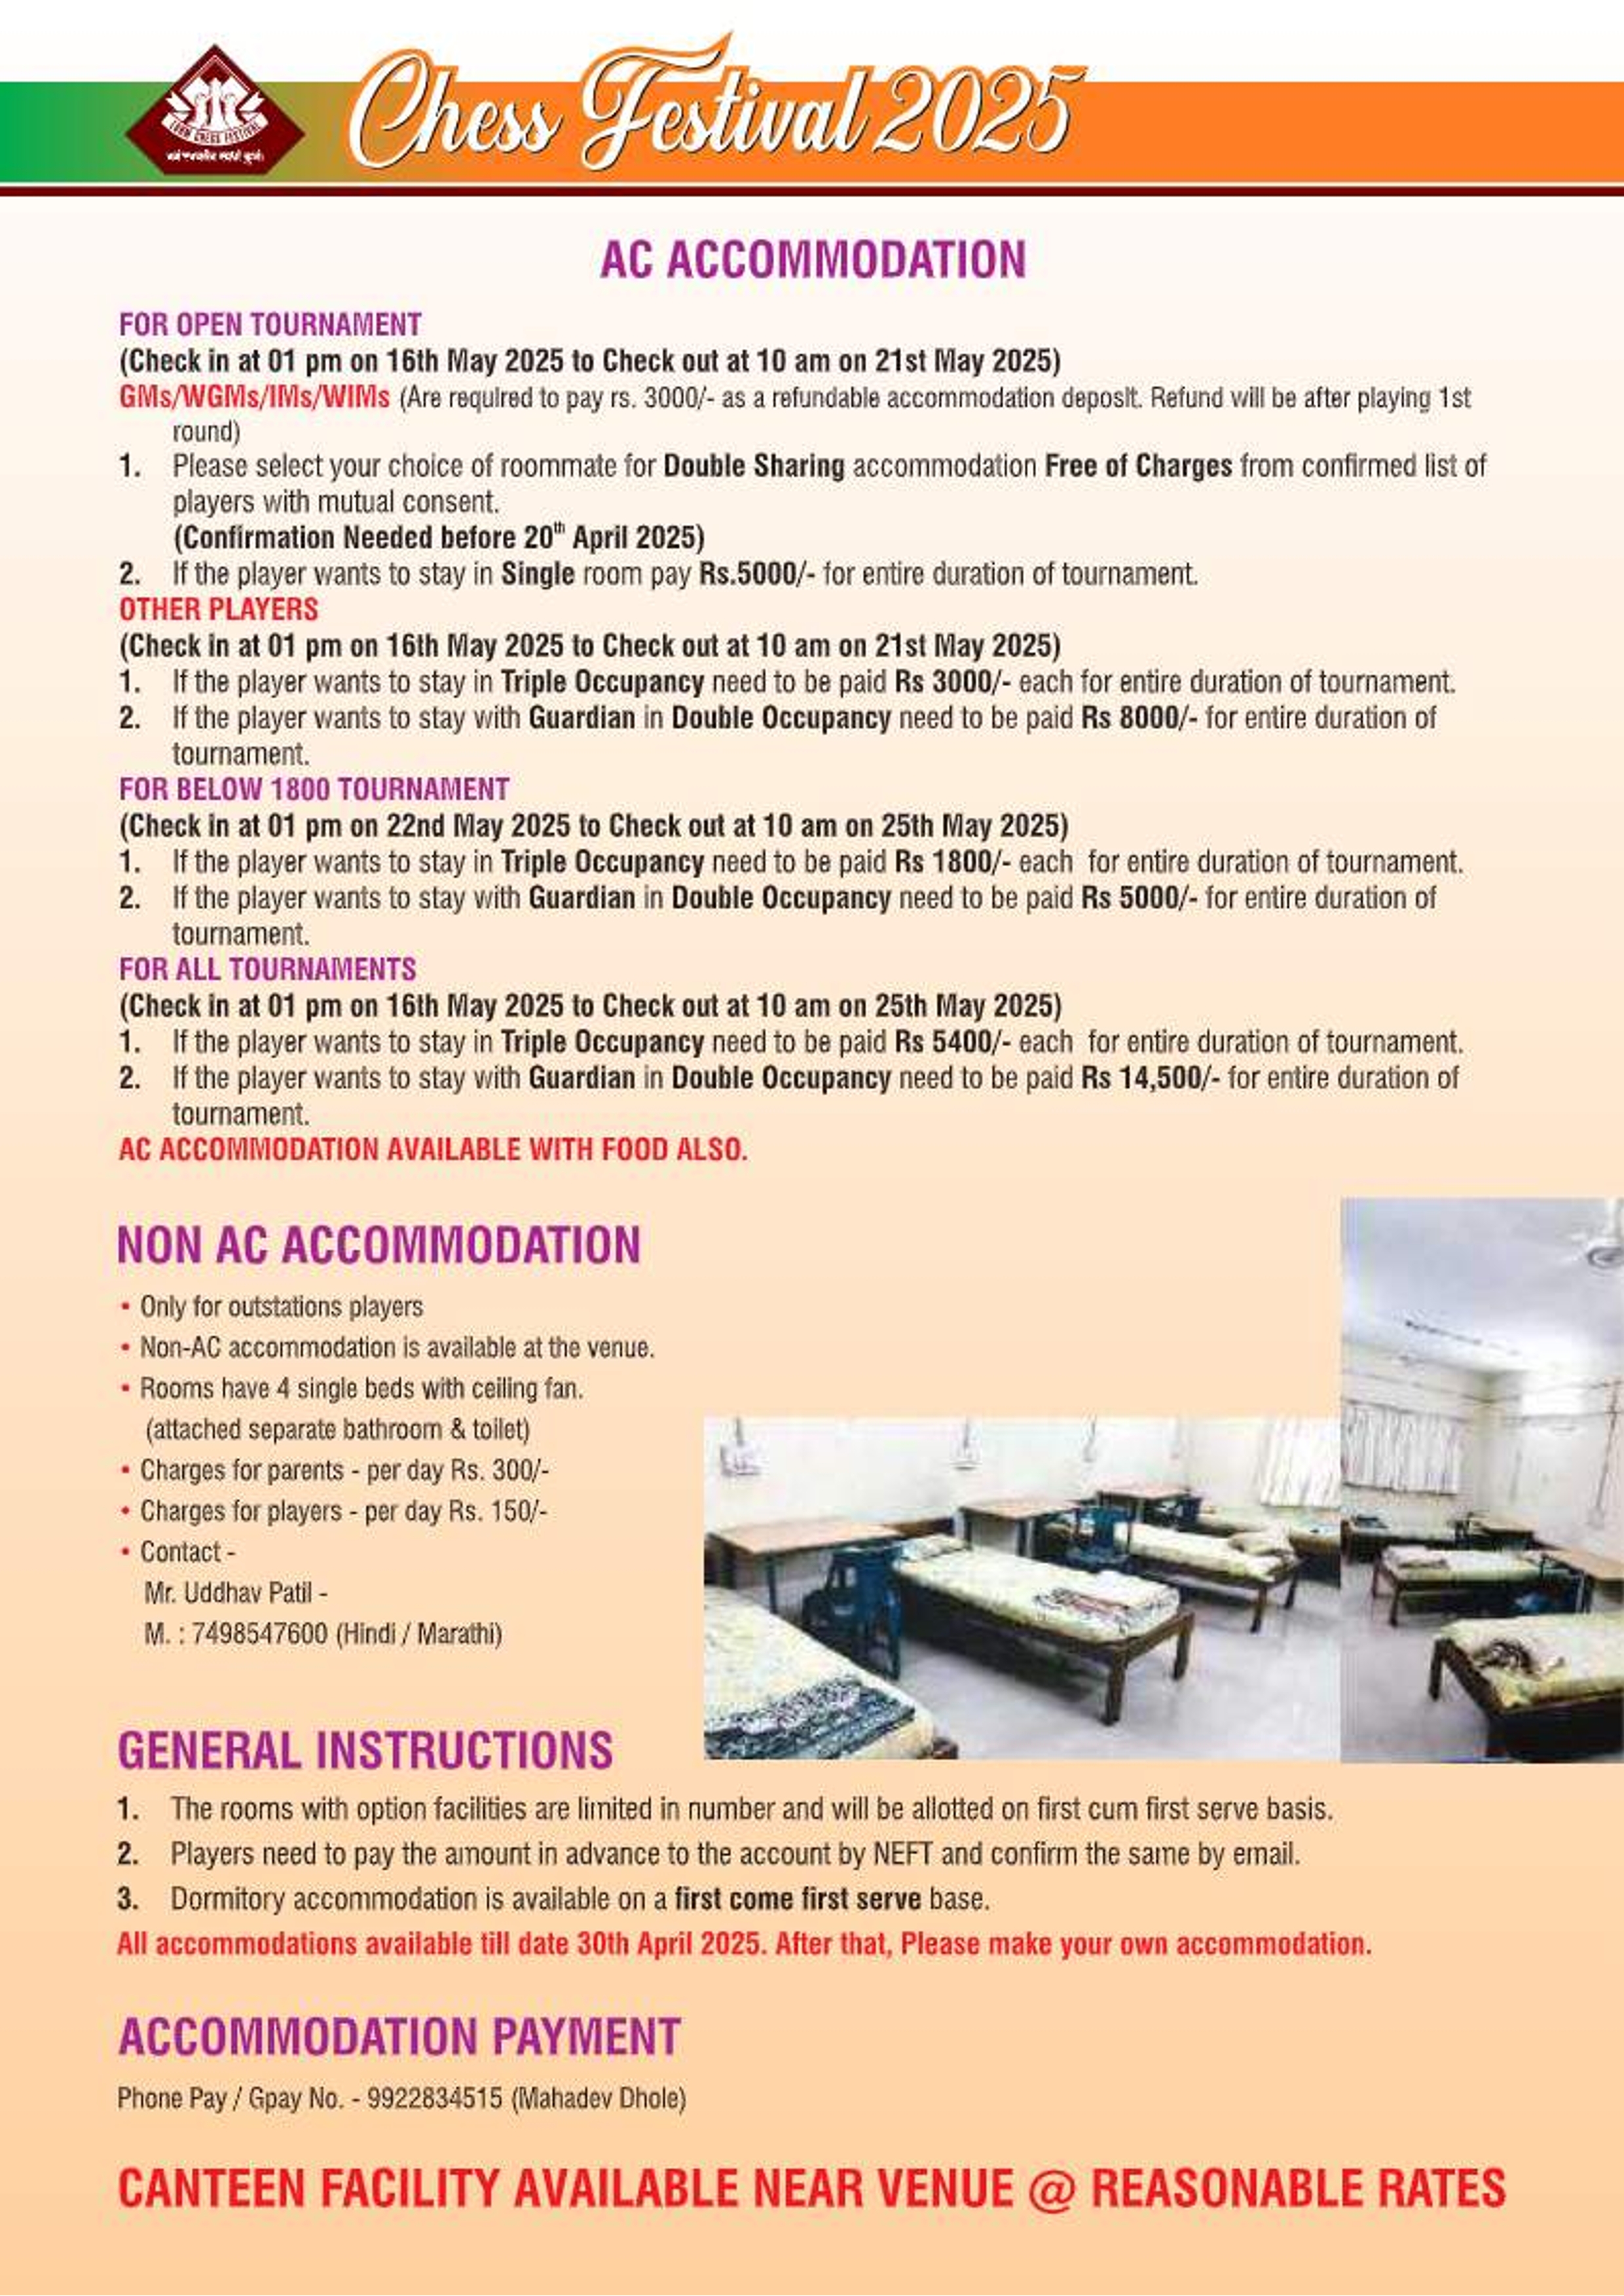 Chess Festival 2025
CHESS FESTIVAL
AC ACCOMMODATION
FOR OPEN TOURNAMENT
(Check in at 01 pm on 16th May 2025 to Check out at 10 am on 21st May 2025)
GMs/WGMs/IMs/WIMs (Are required to pay rs. 3000/- as a refundable accommodation deposit. Refund will be after playing 1st
round)
1. Please select your choice of roommate for Double Sharing accommodation Free of Charges from confirmed list of
players with mutual consent.
(Confirmation Needed before 20th April 2025)
2. If the player wants to stay in Single room pay Rs.5000/- for entire duration of tournament.
OTHER PLAYERS
(Check in at 01 pm on 16th May 2025 to Check out at 10 am on 21st May 2025)
1. If the player wants to stay in Triple Occupancy need to be paid Rs 3000/- each for entire duration of tournament.
2. If the player wants to stay with Guardian in Double Occupancy need to be paid Rs 8000/- for entire duration of
tournament.
FOR BELOW 1800 TOURNAMENT
(Check in at 01 pm on 22nd May 2025 to Check out at 10 am on 25th May 2025)
1. If the player wants to stay in Triple Occupancy need to be paid Rs 1800/- each for entire duration of tournament.
2. If the player wants to stay with Guardian in Double Occupancy need to be paid Rs 5000/- for entire duration of
tournament.
FOR ALL TOURNAMENTS
(Check in at 01 pm on 16th May 2025 to Check out at 10 am on 25th May 2025)
1. If the player wants to stay in Triple Occupancy need to be paid Rs 5400/- each for entire duration of tournament.
2. If the player wants to stay with Guardian in Double Occupancy need to be paid Rs 14,500/- for entire duration of
tournament.
AC ACCOMMODATION AVAILABLE WITH FOOD ALSO.
NON AC ACCOMMODATION
• Only for outstations players
• Non-AC accommodation is available at the venue.
• Rooms have 4 single beds with ceiling fan.
(attached separate bathroom & toilet)
• Charges for parents - per day Rs. 300/-
• Charges for players - per day Rs. 150/-
• Contact -
Mr. Uddhav Patil -
M. : 7498547600 (Hindi / Marathi)
GENERAL INSTRUCTIONS
1. The rooms with option facilities are limited in number and will be allotted on first cum first serve basis.
2. Players need to pay the amount in advance to the account by NEFT and confirm the same by email.
3. Dormitory accommodation is available on a first come first serve base.
All accommodations available till date 30th April 2025. After that, Please make your own accommodation.
ACCOMMODATION PAYMENT
Phone Pay / Gpay No. - 9922834515 (Mahadev Dhole)
CANTEEN FACILITY AVAILABLE NEAR VENUE @ REASONABLE RATES